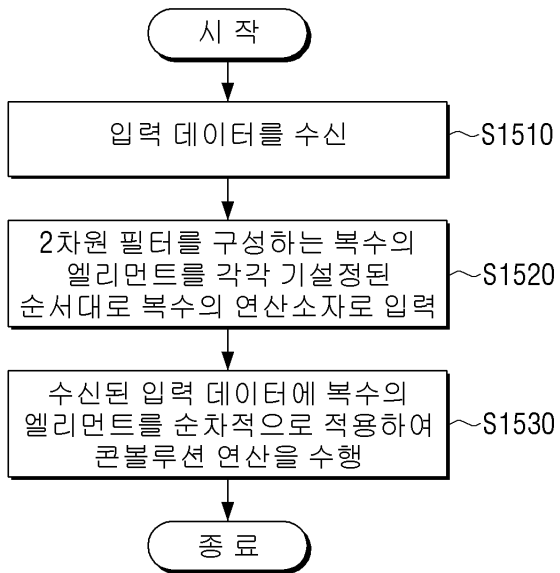 시 작
입력 데이터를 수신
S1510
2차원 필터를 구성하는 복수의
엘리먼트를 각각 기설정된
순서대로 복수의 연산소자로 입력
S1520
수신된 입력 데이터에 복수의
엘리먼트를 순차적으로 적용하여
콘볼루션 연산을 수행
S1530
종 료